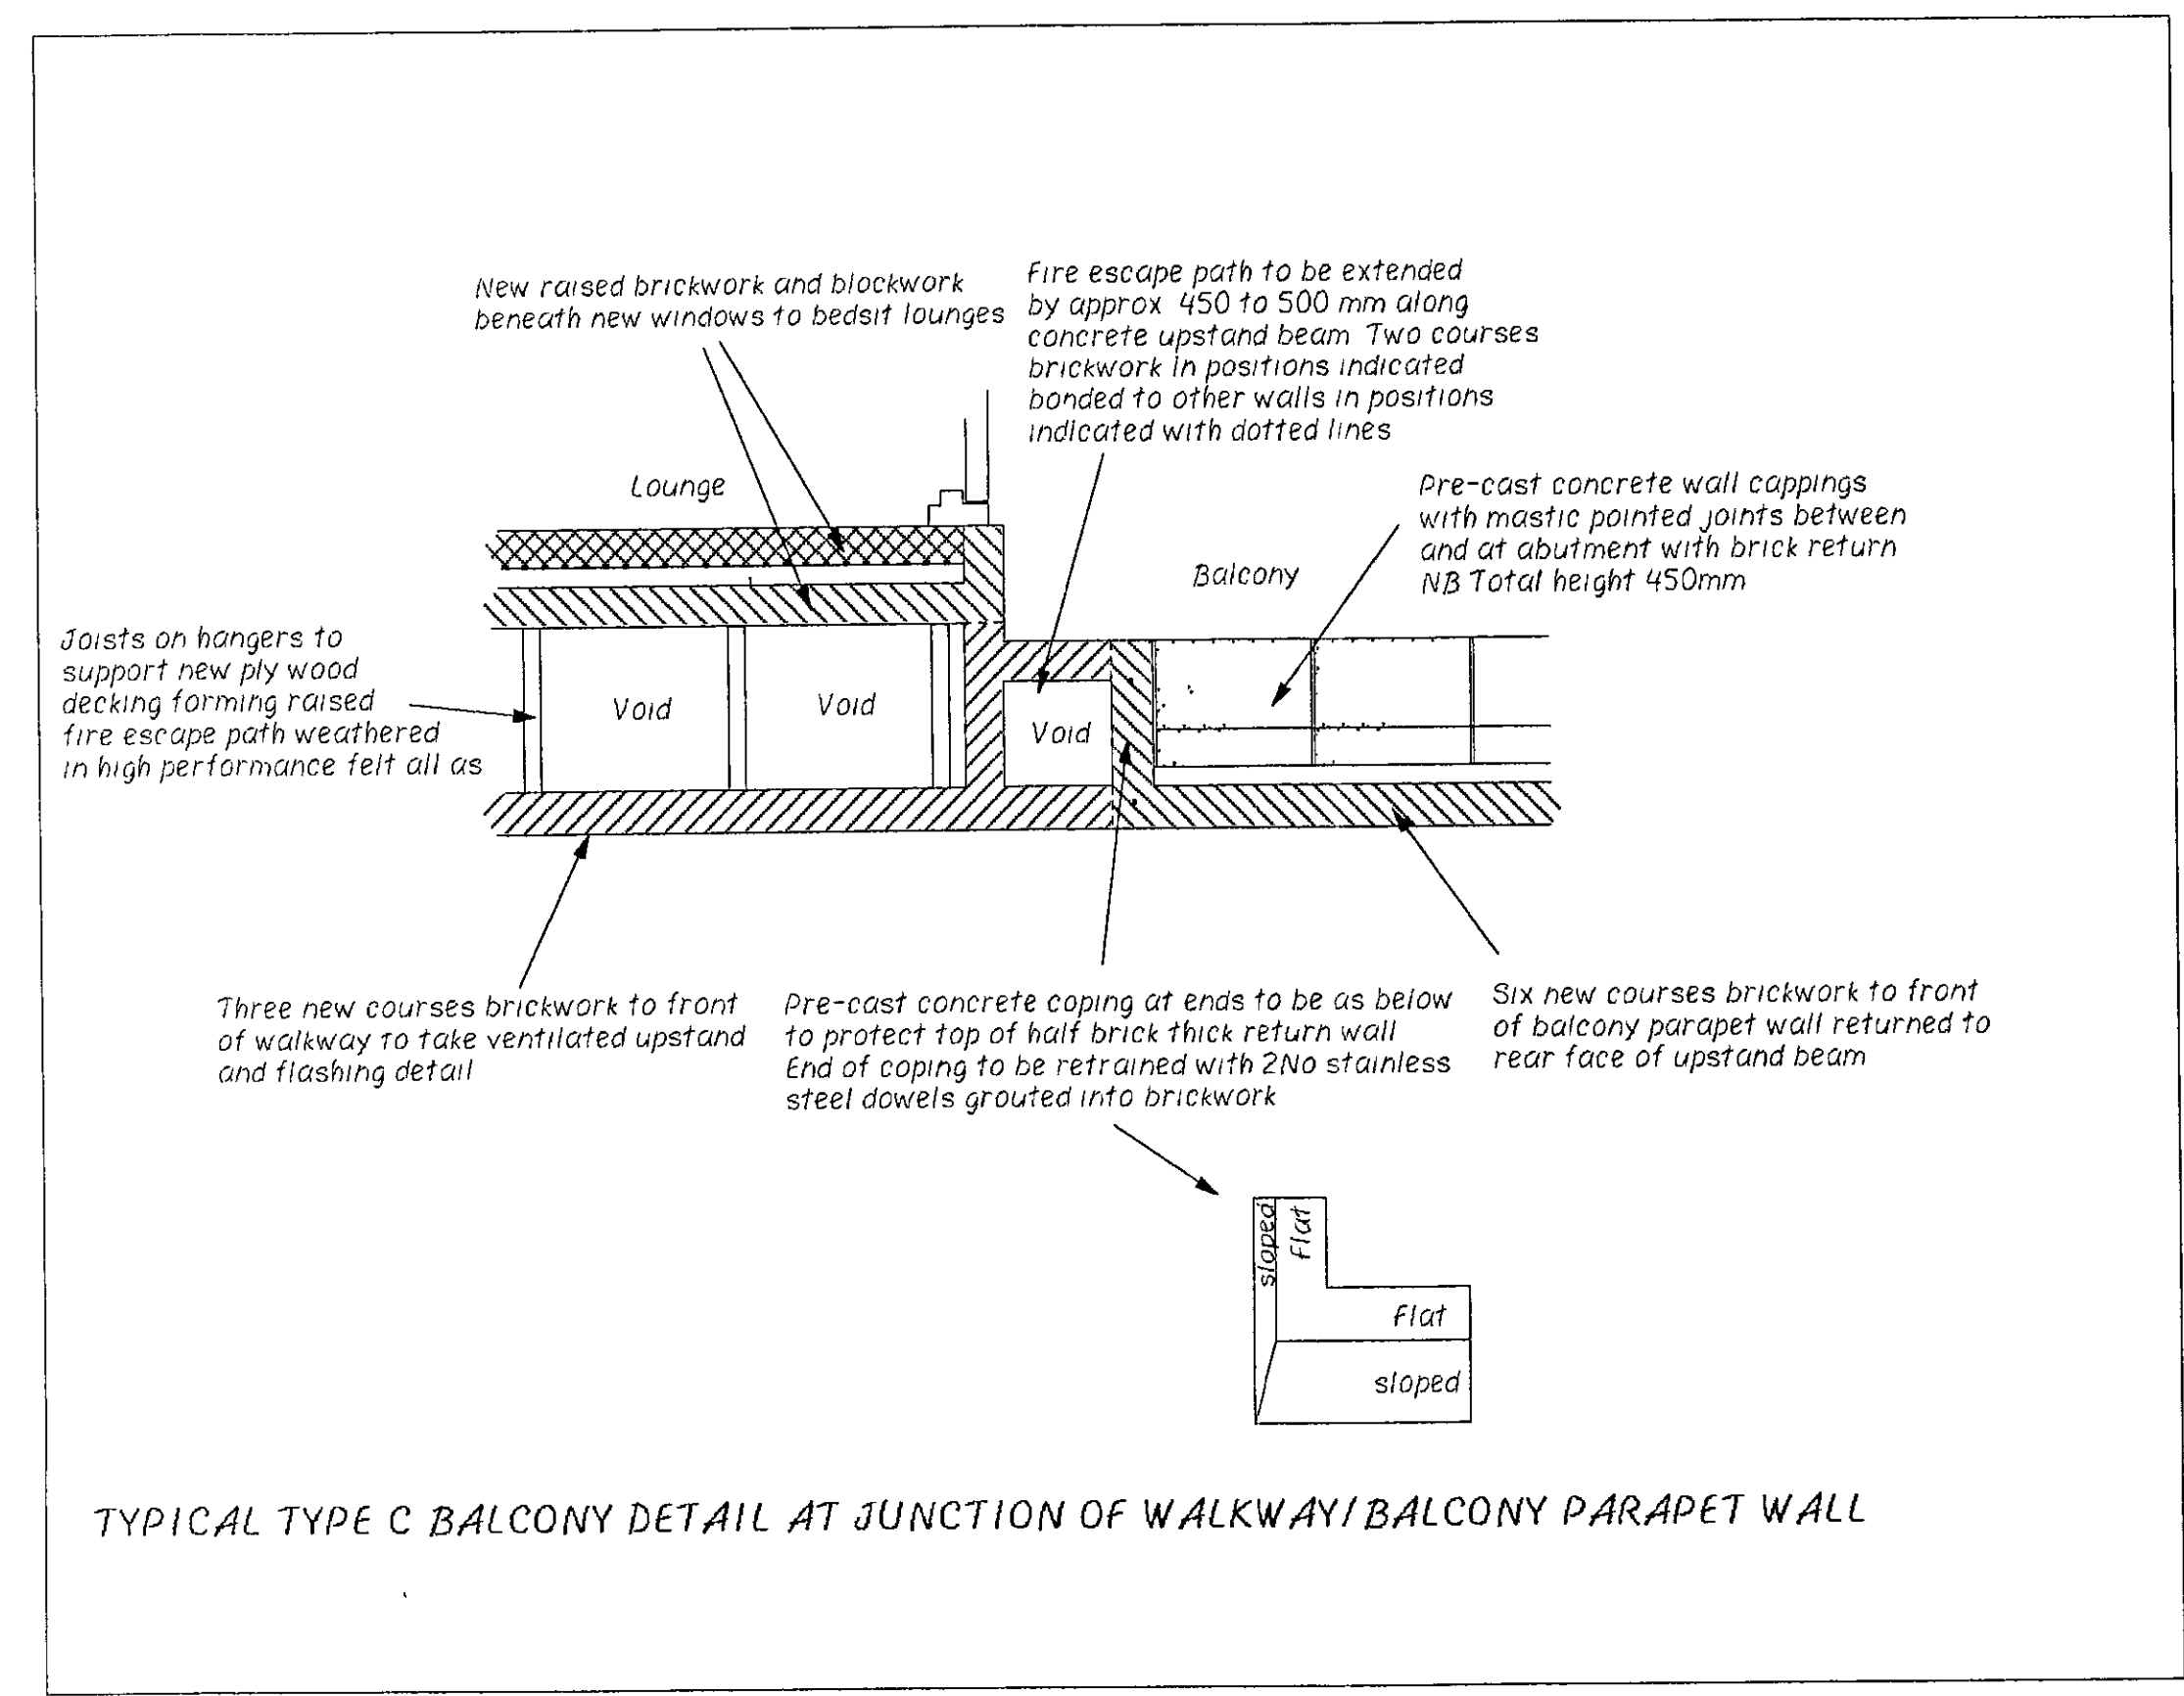 New raised brickwork and blockwork
beneath new windows to bedsit lounges
Fire escape path to be extended
by approx 450 to 500 mm along
concrete upstand beam Two courses
brickwork in positions indicated
bonded to other walls in positions
indicated with dotted lines
Lounge
Pre-cast concrete wall cappings
with mastic pointed joints between
and at abutment with brick return
NB Total height 450mm
Balcony
Joists on hangers to
support new ply wood
decking forming raised
fire escape path weathered
in high performance felt all as
Void
Void
Void
Three new courses brickwork to front
of walkway to take ventilated upstand
and flashing detail
Pre-cast concrete coping at ends to be as below
to protect top of half brick thick return wall
End of coping to be retrained with 2No stainless
steel dowels grouted into brickwork
Six new courses brickwork to front
of balcony parapet wall returned to
rear face of upstand beam
sloped
Flat
Flat
sloped
TYPICAL TYPE C BALCONY DETAIL AT JUNCTION OF WALKWAY/BALCONY PARAPET WALL